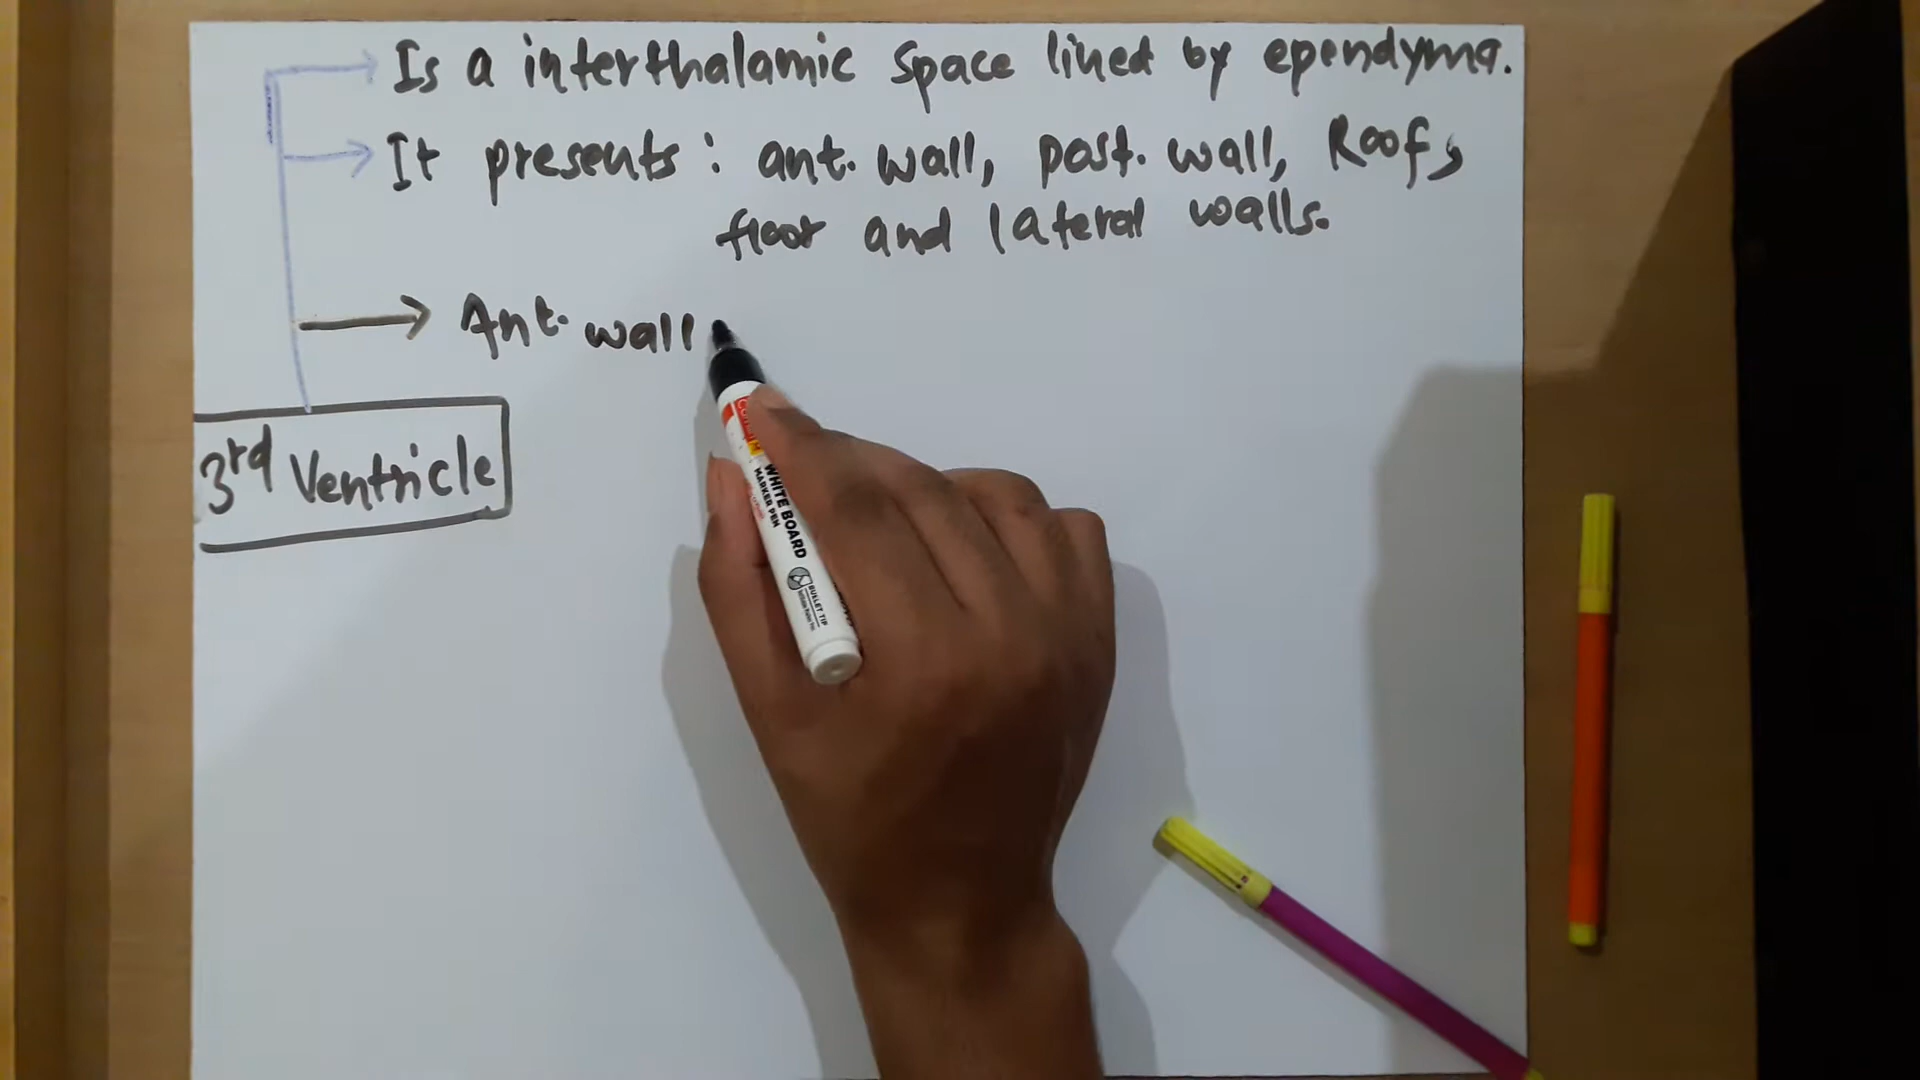 Is a interthalamic space lined by ependyma.
It presents : ant. wall, post. wall, Roof,
floor and lateral walls.
Ant. wall
3rd Ventricle
WHITE BOARD
MARKER PEN
BULLET TIP